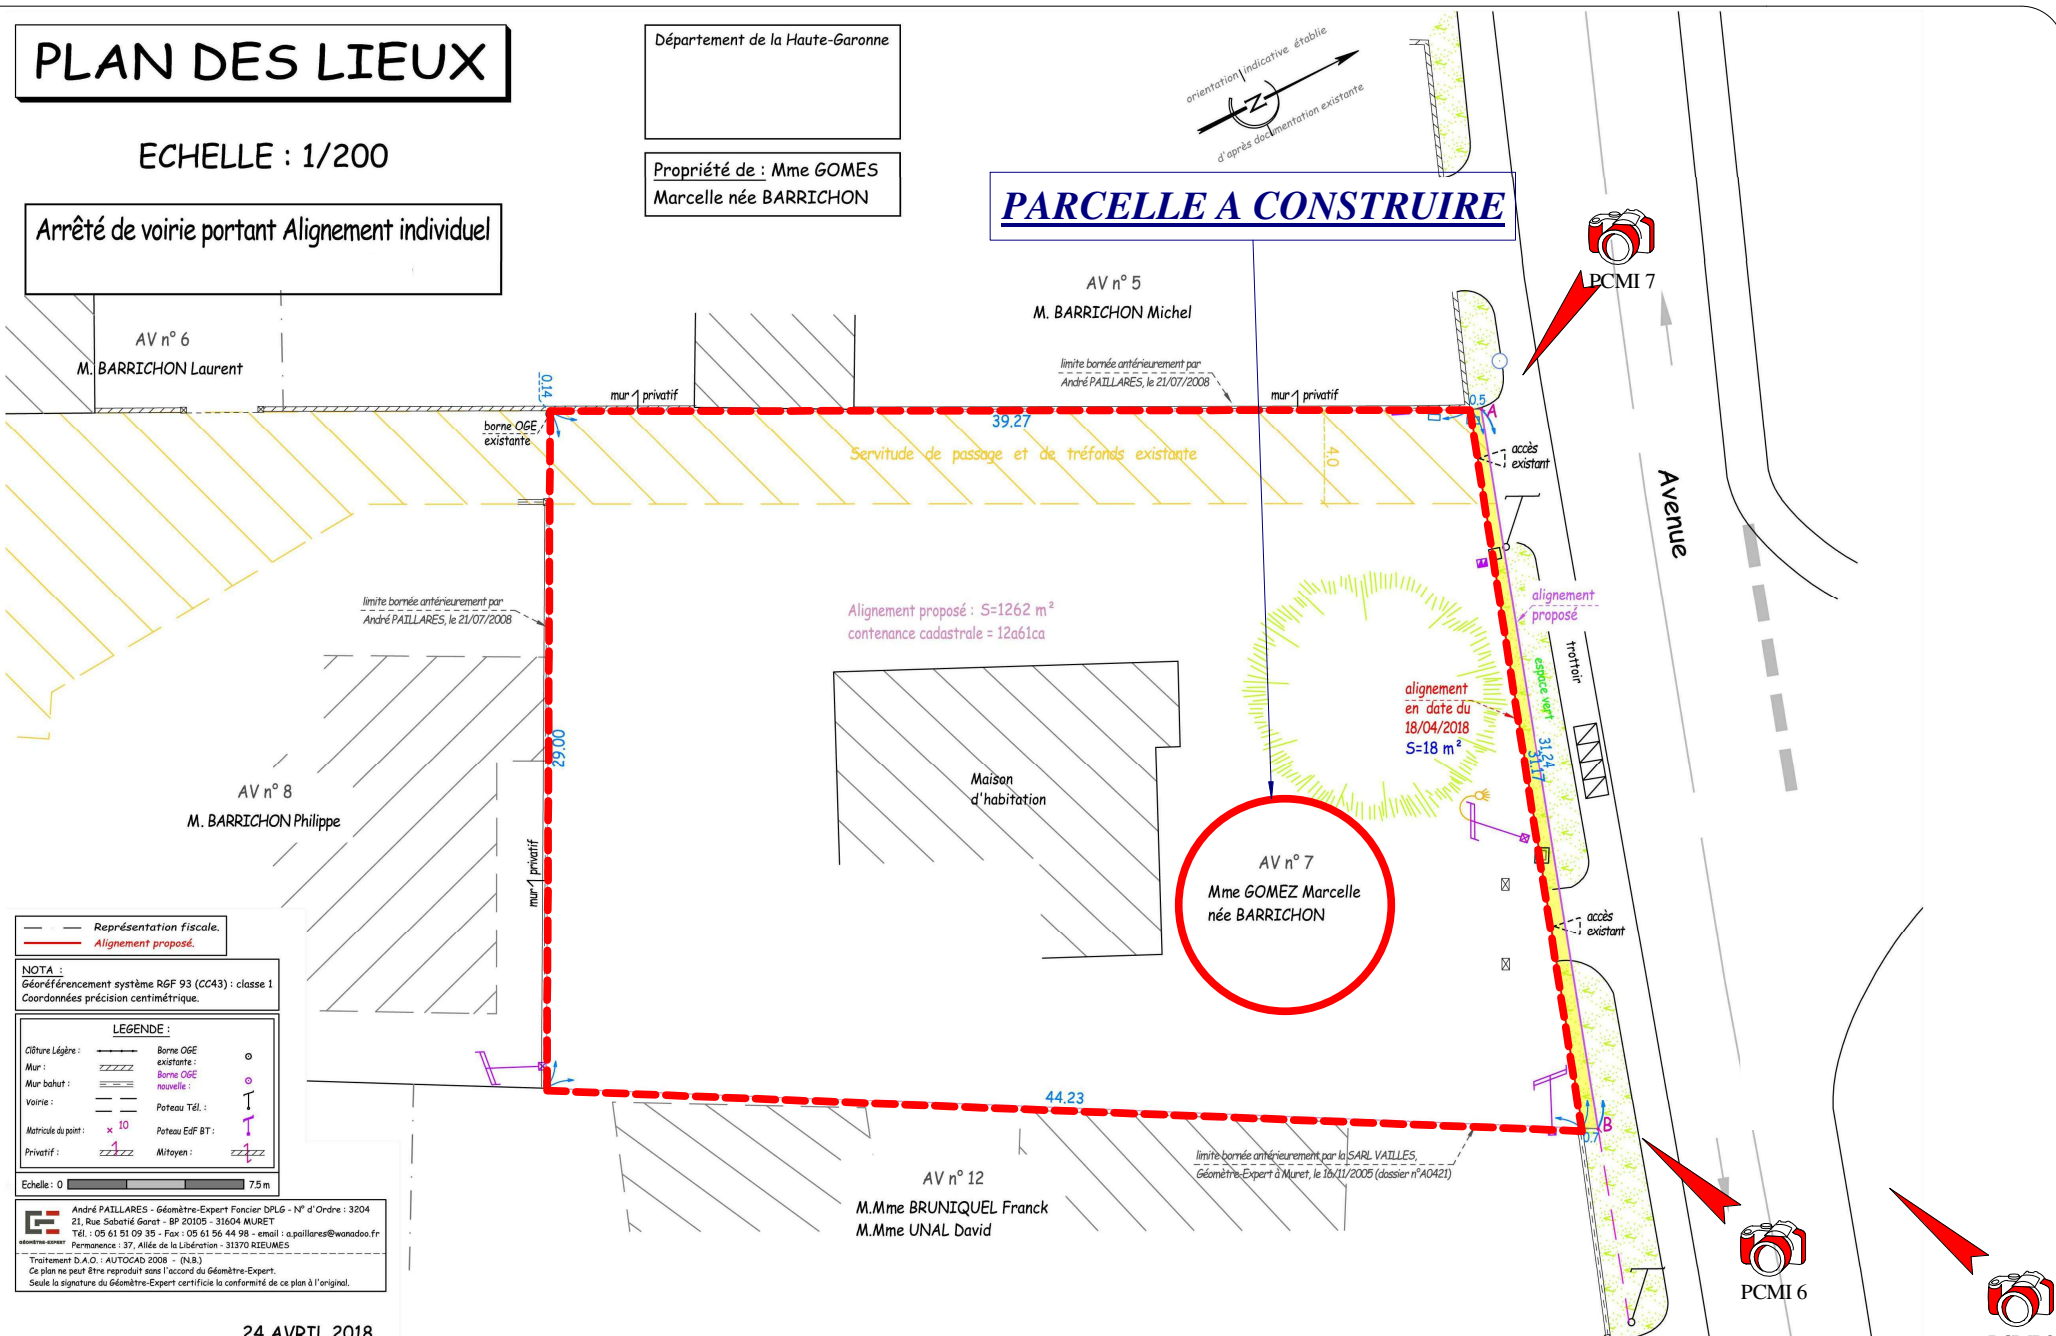 PLAN DES LIEUX
ECHELLE : 1/200
Arrêté de voirie portant Alignement individuel
Département de la Haute-Garonne
Propriété de : Mme GOMES
Marcelle née BARRICHON
orientation indicative établie
N
d'après documentation existante
PARCELLE A CONSTRUIRE
PCMI 7
AV n° 5
M. BARRICHON Michel
AV n° 6
M. BARRICHON Laurent
limite bornée antérieurement par
André PAILLARES, le 21/07/2008
0.14
mur privatif
mur privatif
0.5
A
borne OGE
existante
39.27
Servitude de passage et de tréfonds existante
4.0
accès
existant
Avenue
limite bornée antérieurement par
André PAILLARES, le 21/07/2008
Alignement proposé : S=1262 m²
contenance cadastrale = 12a61ca
alignement
proposé
trottoir
espace vert
alignement
en date du
18/04/2018
S=18 m²
31.24
31.17
29.00
Maison
d'habitation
AV n° 8
M. BARRICHON Philippe
mur privatif
AV n° 7
Mme GOMEZ Marcelle
née BARRICHON
accès
existant
Représentation fiscale.
Alignement proposé.
NOTA :
Géoréférencement système RGF 93 (CC43) : classe 1
Coordonnées précision centimétrique.
LEGENDE :
Clôture Légère :
Borne OGE
existante :
Mur :
Borne OGE
nouvelle :
Mur bahut :
Voirie :
Poteau Tél. :
Matricule du point :
10
Poteau EdF BT :
Privatif :
Mitoyen :
Echelle : 0
7.5 m
44.23
B
0.7
limite bornée antérieurement par la SARL VAILLES,
Géomètre-Expert à Muret, le 16/11/2005 (dossier n°A0421)
AV n° 12
M.Mme BRUNIQUEL Franck
M.Mme UNAL David
GÉOMÈTRE-EXPERT
André PAILLARES - Géomètre-Expert Foncier DPLG - N° d'Ordre : 3204
21, Rue Sabatié Garat - BP 20105 - 31604 MURET
Tél. : 05 61 51 09 35 - Fax : 05 61 56 44 98 - email : a.paillares@wanadoo.fr
Permanence : 37, Allée de la Libération - 31370 RIEUMES
Traitement D.A.O. : AUTOCAD 2008 - (N.B.)
Ce plan ne peut être reproduit sans l'accord du Géomètre-Expert.
Seule la signature du Géomètre-Expert certificie la conformité de ce plan à l'original.
PCMI 6
24 AVRIL 2018